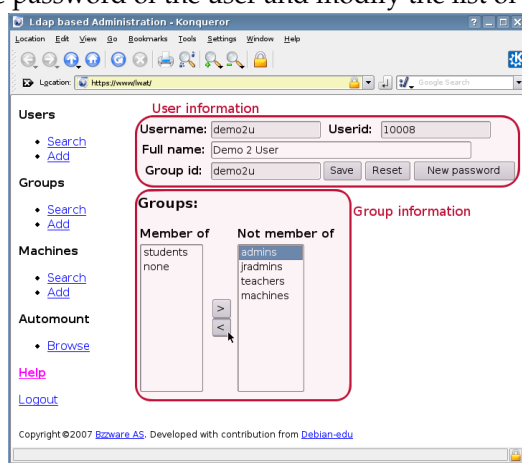 e password of the user and modify the list of
Ldap based Administration - Konqueror
Location Edit View Go Bookmarks Tools Settings Window Help
Location: https://www/lwat/ Google Search
Users
Search
Add
Groups
Search
Add
Machines
Search
Add
Automount
Browse
Help
Logout
User information
Username: demo2u Userid: 10008
Full name: Demo 2 User
Group id: demo2u Save Reset New password
Groups:
Group information
Member of Not member of
students admins
none jradmins
teachers
machines
>
<
Copyright©2007 Bzzware AS. Developed with contribution from Debian-edu